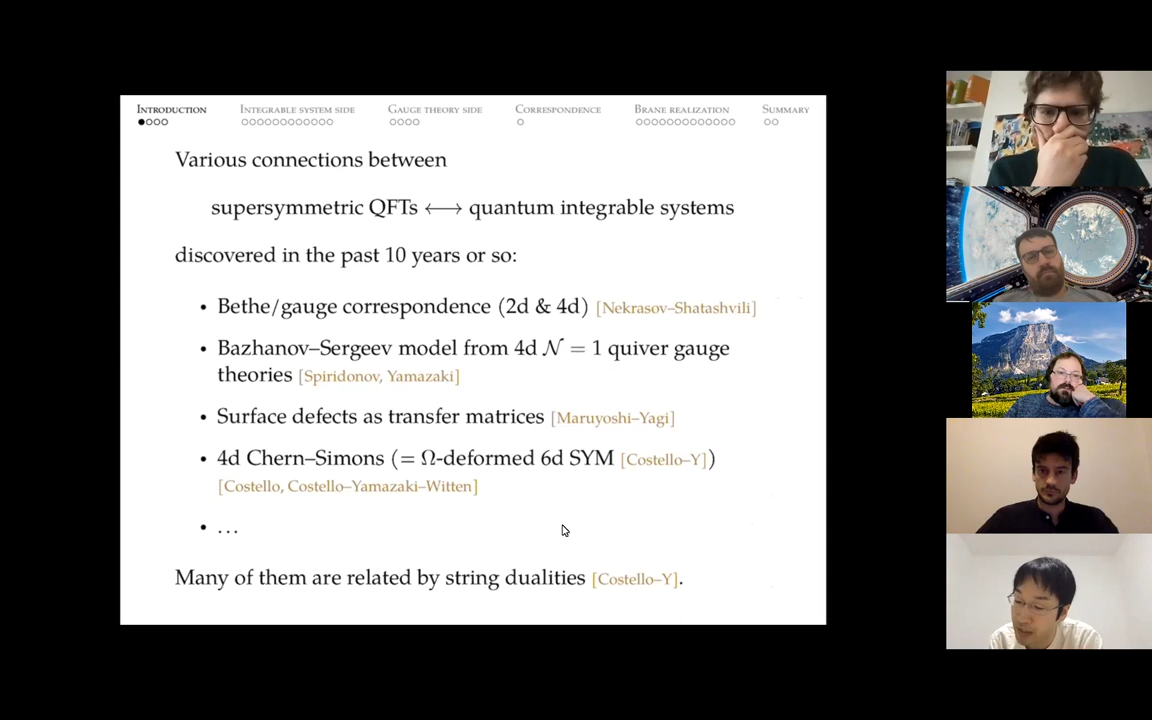 INTRODUCTION INTEGRABLE SYSTEM SIDE GAUGE THEORY SIDE CORRESPONDENCE BRANE REALIZATION SUMMARY
Various connections between
supersymmetric QFTs ⟷ quantum integrable systems
discovered in the past 10 years or so:
• Bethe/gauge correspondence (2d & 4d) [Nekrasov–Shatashvili]
• Bazhanov–Sergeev model from 4d 𝒩 = 1 quiver gauge
theories [Spiridonov, Yamazaki]
• Surface defects as transfer matrices [Maruyoshi–Yagi]
• 4d Chern–Simons (= Ω-deformed 6d SYM [Costello–Y])
[Costello, Costello–Yamazaki–Witten]
• ...
Many of them are related by string dualities [Costello–Y].